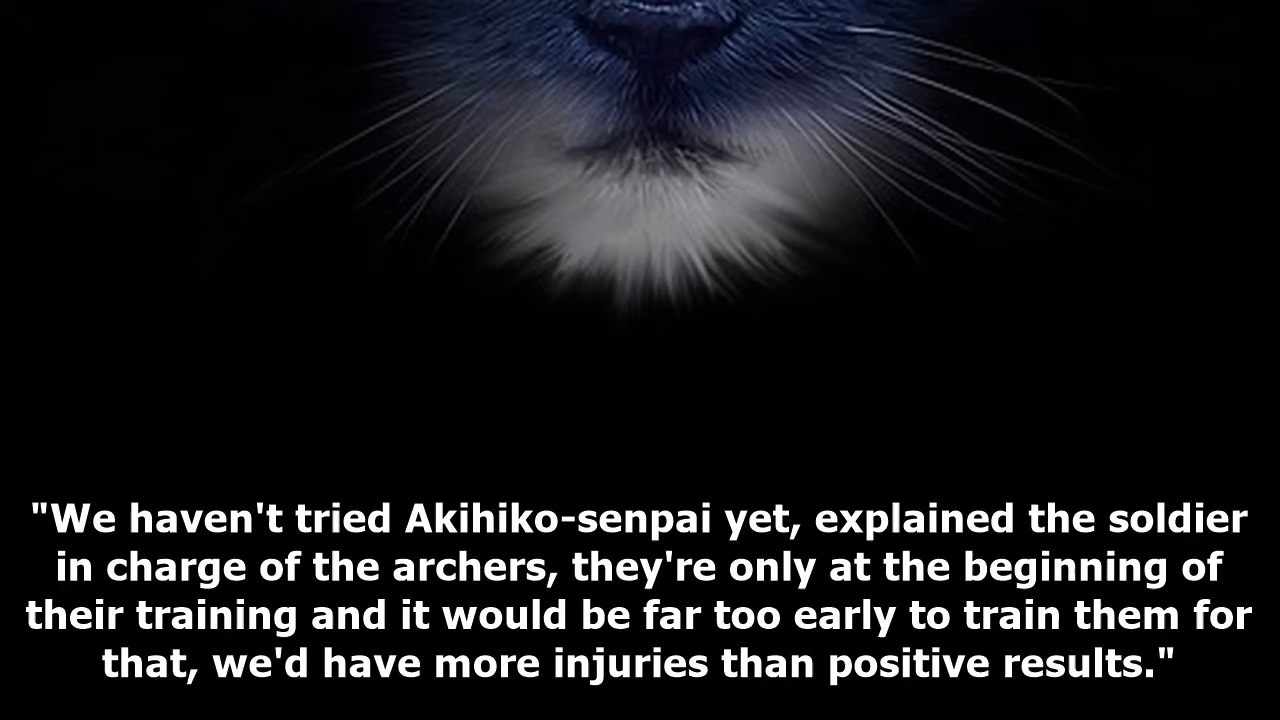 "We haven't tried Akihiko-senpai yet, explained the soldier
in charge of the archers, they're only at the beginning of
their training and it would be far too early to train them for
that, we'd have more injuries than positive results."